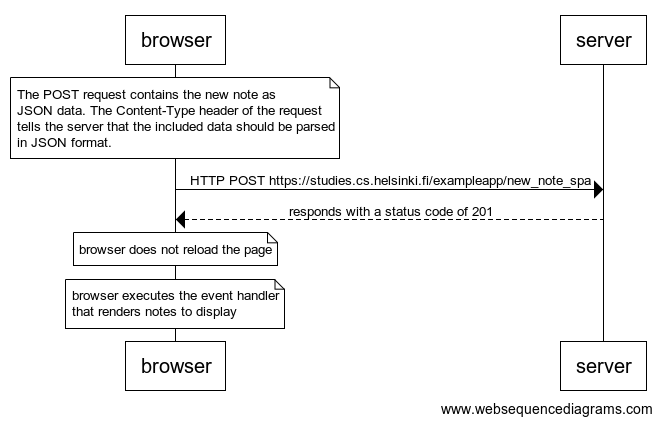 browser
server
The POST request contains the new note as
JSON data. The Content-Type header of the request
tells the server that the included data should be parsed
in JSON format.
HTTP POST https://studies.cs.helsinki.fi/exampleapp/new_note_spa
responds with a status code of 201
browser does not reload the page
browser executes the event handler
that renders notes to display
browser
server
www.websequencediagrams.com